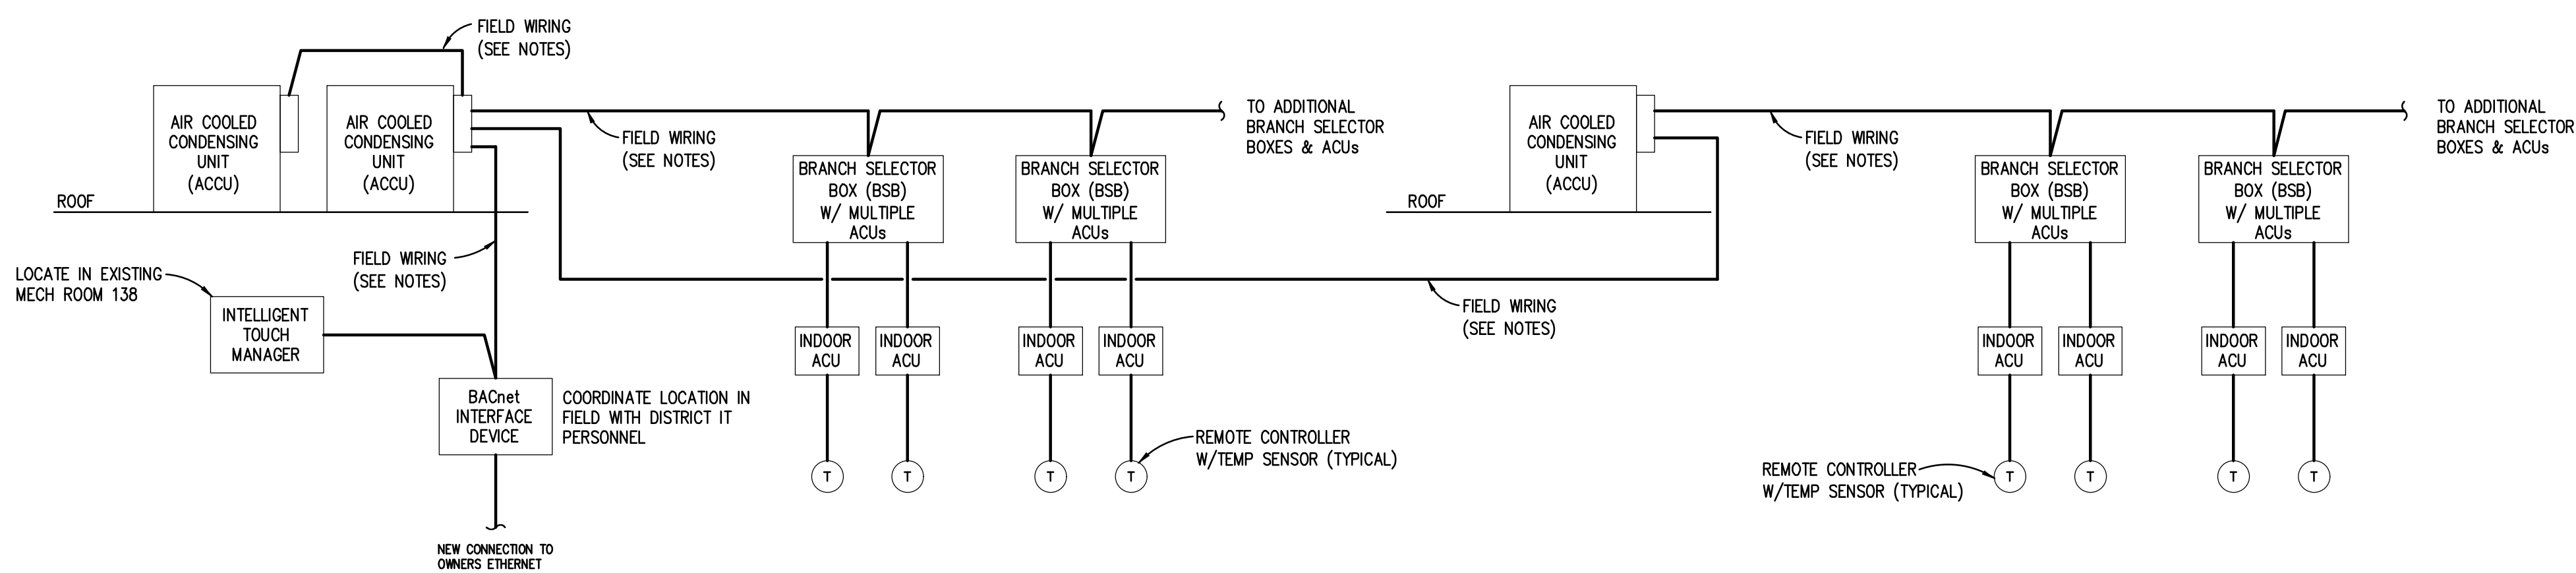 FIELD WIRING
(SEE NOTES)
AIR COOLED
CONDENSING
UNIT
(ACCU)
AIR COOLED
CONDENSING
UNIT
(ACCU)
ROOF
FIELD WIRING
(SEE NOTES)
TO ADDITIONAL
BRANCH SELECTOR
BOXES & ACUs
BRANCH SELECTOR
BOX (BSB)
W/ MULTIPLE
ACUs
BRANCH SELECTOR
BOX (BSB)
W/ MULTIPLE
ACUs
FIELD WIRING
(SEE NOTES)
LOCATE IN EXISTING
MECH ROOM 138
INTELLIGENT
TOUCH
MANAGER
BACnet
INTERFACE
DEVICE
COORDINATE LOCATION IN
FIELD WITH DISTRICT IT
PERSONNEL
NEW CONNECTION TO
OWNERS ETHERNET
INDOOR
ACU
INDOOR
ACU
INDOOR
ACU
INDOOR
ACU
T
T
T
T
REMOTE CONTROLLER
W/TEMP SENSOR (TYPICAL)
AIR COOLED
CONDENSING
UNIT
(ACCU)
ROOF
FIELD WIRING
(SEE NOTES)
FIELD WIRING
(SEE NOTES)
TO ADDITIONAL
BRANCH SELECTOR
BOXES & ACUs
BRANCH SELECTOR
BOX (BSB)
W/ MULTIPLE
ACUs
BRANCH SELECTOR
BOX (BSB)
W/ MULTIPLE
ACUs
INDOOR
ACU
INDOOR
ACU
INDOOR
ACU
INDOOR
ACU
REMOTE CONTROLLER
W/TEMP SENSOR (TYPICAL)
T
T
T
T